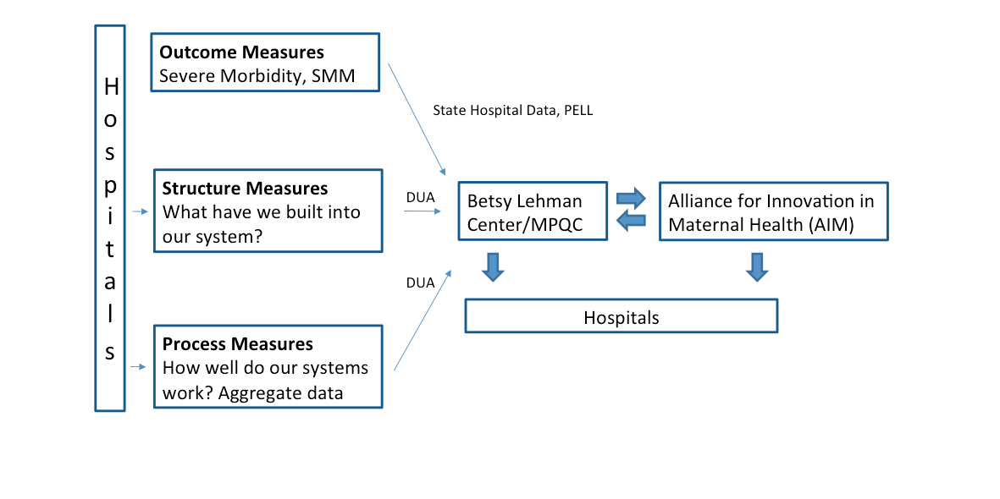 Hospitals
Outcome Measures
Severe Morbidity, SMM
State Hospital Data, PELL
Structure Measures
What have we built into
our system?
DUA
Betsy Lehman
Center/MPQC
Alliance for Innovation in
Maternal Health (AIM)
DUA
Hospitals
Process Measures
How well do our systems
work? Aggregate data